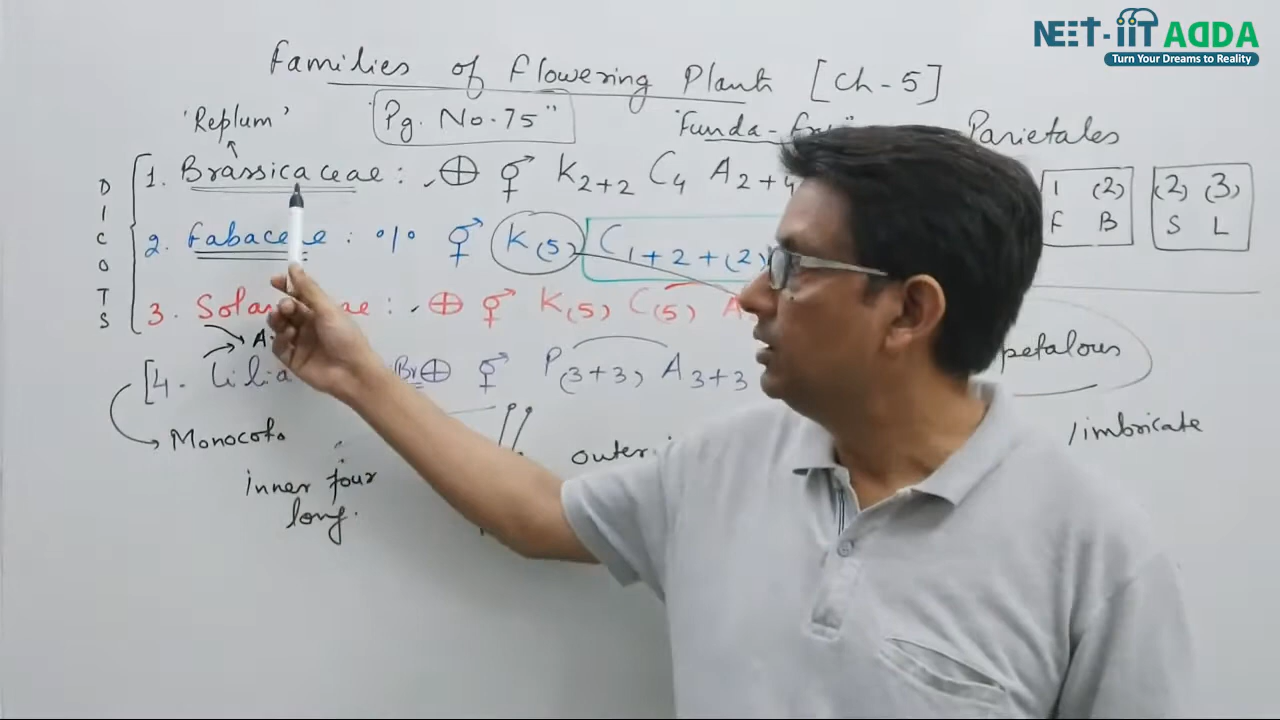 NEET-IIT ADDA
Turn Your Dreams to Reality
Families of Flowering Plants [Ch-5]
'Replum'
"Pg. No.75"
Parietales
D I C O T S
1. Brassicaceae : ⊕ ⚥ K2+2 C4 A2+4
1 (2)
F B
(2) (3)
S L
2. Fabaceae : % ⚥ K(5) C1+2+(2)
3. ⊕ ⚥ K(5) C(5) A
[4. Br ⊕ ⚥ P(3+3) A3+3
petalous
Monocots
outer
/imbricate
inner four
long.